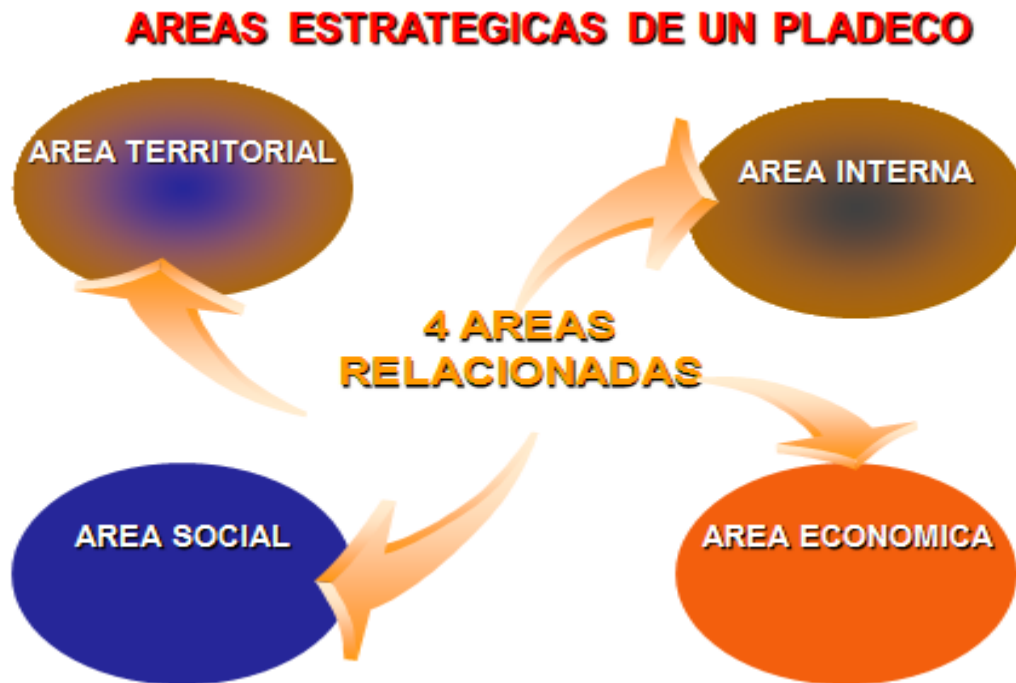 AREAS ESTRATEGICAS DE UN PLADECO
AREA TERRITORIAL
AREA INTERNA
4 AREAS
RELACIONADAS
AREA SOCIAL
AREA ECONOMICA